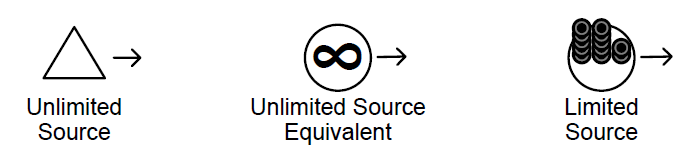 Unlimited
Source
∞
Unlimited Source
Equivalent
Limited
Source